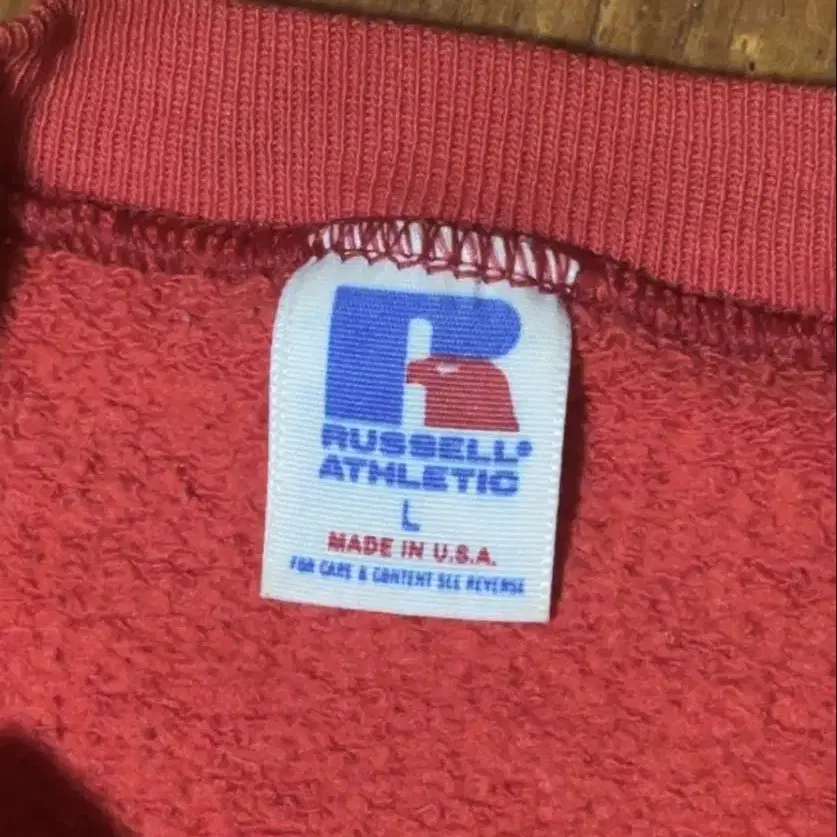 R
RUSSELL®
ATHLETIC
L
MADE IN U.S.A.
FOR CARE & CONTENT SEE REVERSE